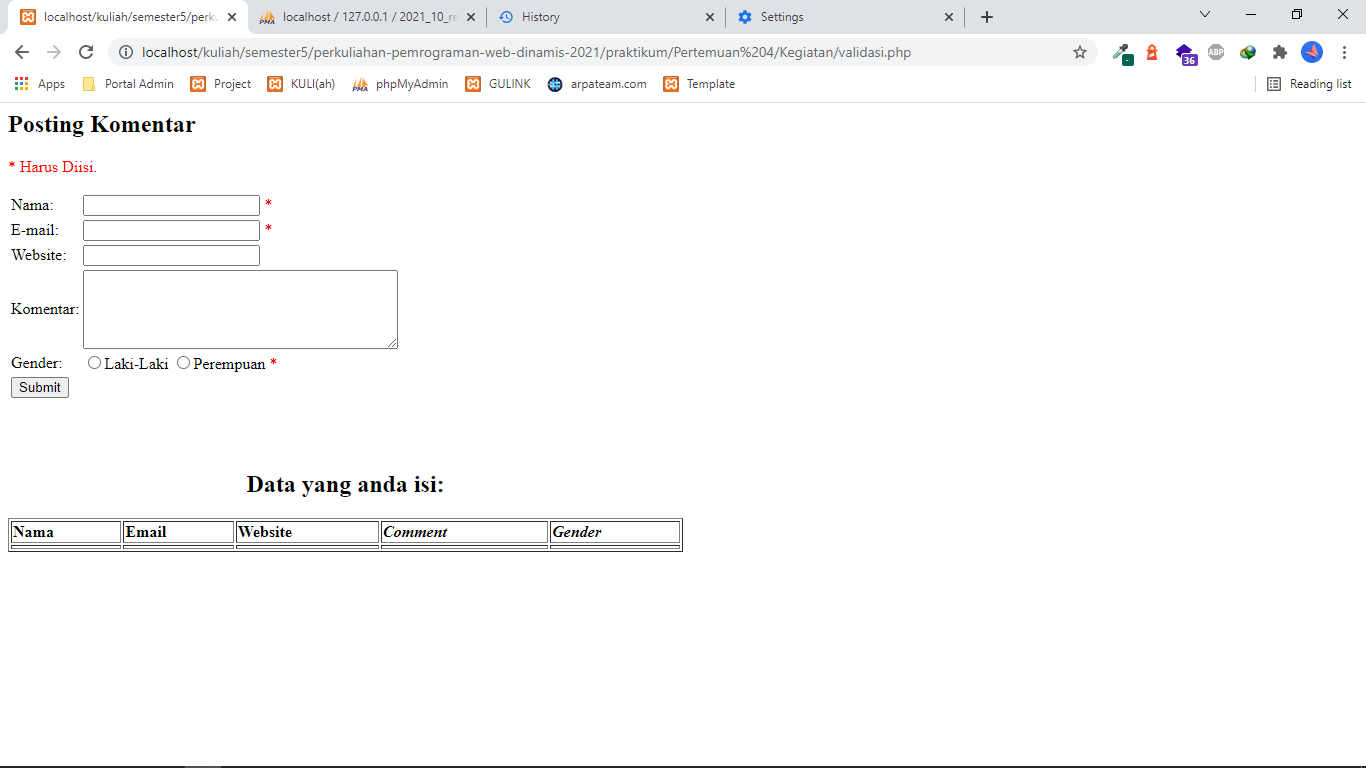 localhost/kuliah/semester5/perku
localhost / 127.0.0.1 / 2021_10_re
History
Settings
localhost/kuliah/semester5/perkuliahan-pemrograman-web-dinamis-2021/praktikum/Pertemuan%204/Kegiatan/validasi.php
36
ABP
Apps
Portal Admin
Project
KULI(ah)
PMA
phpMyAdmin
GULINK
arpateam.com
Template
Reading list
Posting Komentar
* Harus Diisi.
Nama: *
E-mail: *
Website:
Komentar:
Gender: Laki-Laki Perempuan *
Submit
Data yang anda isi:
Nama Email Website Comment Gender